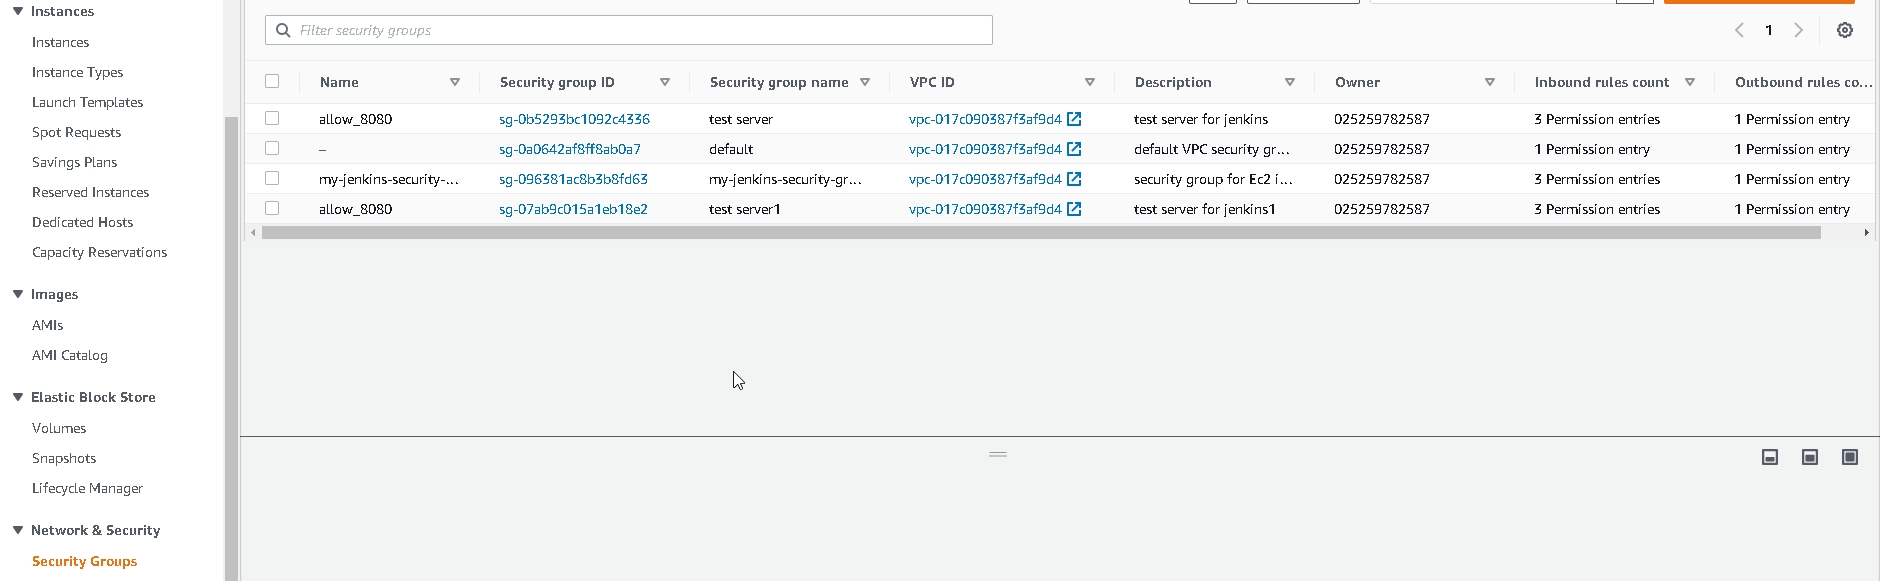 Instances
Instances
Instance Types
Launch Templates
Spot Requests
Savings Plans
Reserved Instances
Dedicated Hosts
Capacity Reservations
Images
AMIs
AMI Catalog
Elastic Block Store
Volumes
Snapshots
Lifecycle Manager
Network & Security
Security Groups
Filter security groups
1
Name Security group ID Security group name VPC ID Description Owner Inbound rules count Outbound rules co...
allow_8080 sg-0b5293bc1092c4336 test server vpc-017c090387f3af9d4 test server for jenkins 025259782587 3 Permission entries 1 Permission entry
– sg-0a0642af8ff8ab0a7 default vpc-017c090387f3af9d4 default VPC security gr... 025259782587 1 Permission entry 1 Permission entry
my-jenkins-security-... sg-096381ac8b3b8fd63 my-jenkins-security-gr... vpc-017c090387f3af9d4 security group for Ec2 i... 025259782587 3 Permission entries 1 Permission entry
allow_8080 sg-07ab9c015a1eb18e2 test server1 vpc-017c090387f3af9d4 test server for jenkins1 025259782587 3 Permission entries 1 Permission entry